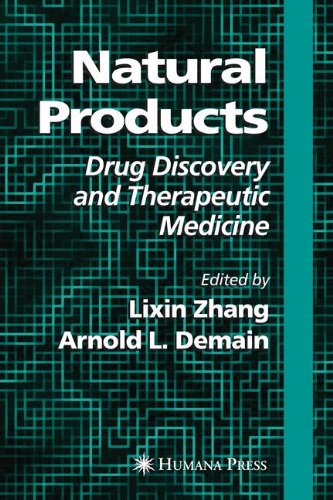 Natural
Products
Drug Discovery
and Therapeutic
Medicine
Edited by
Lixin Zhang
Arnold L. Demain
HUMANA PRESS